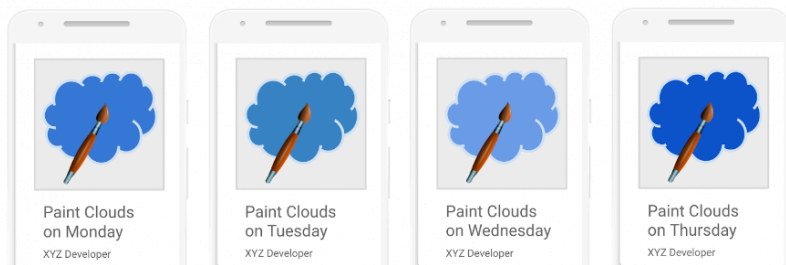 Paint Clouds
on Monday
XYZ Developer
Paint Clouds
on Tuesday
XYZ Developer
Paint Clouds
on Wednesday
XYZ Developer
Paint Clouds
on Thursday
XYZ Developer